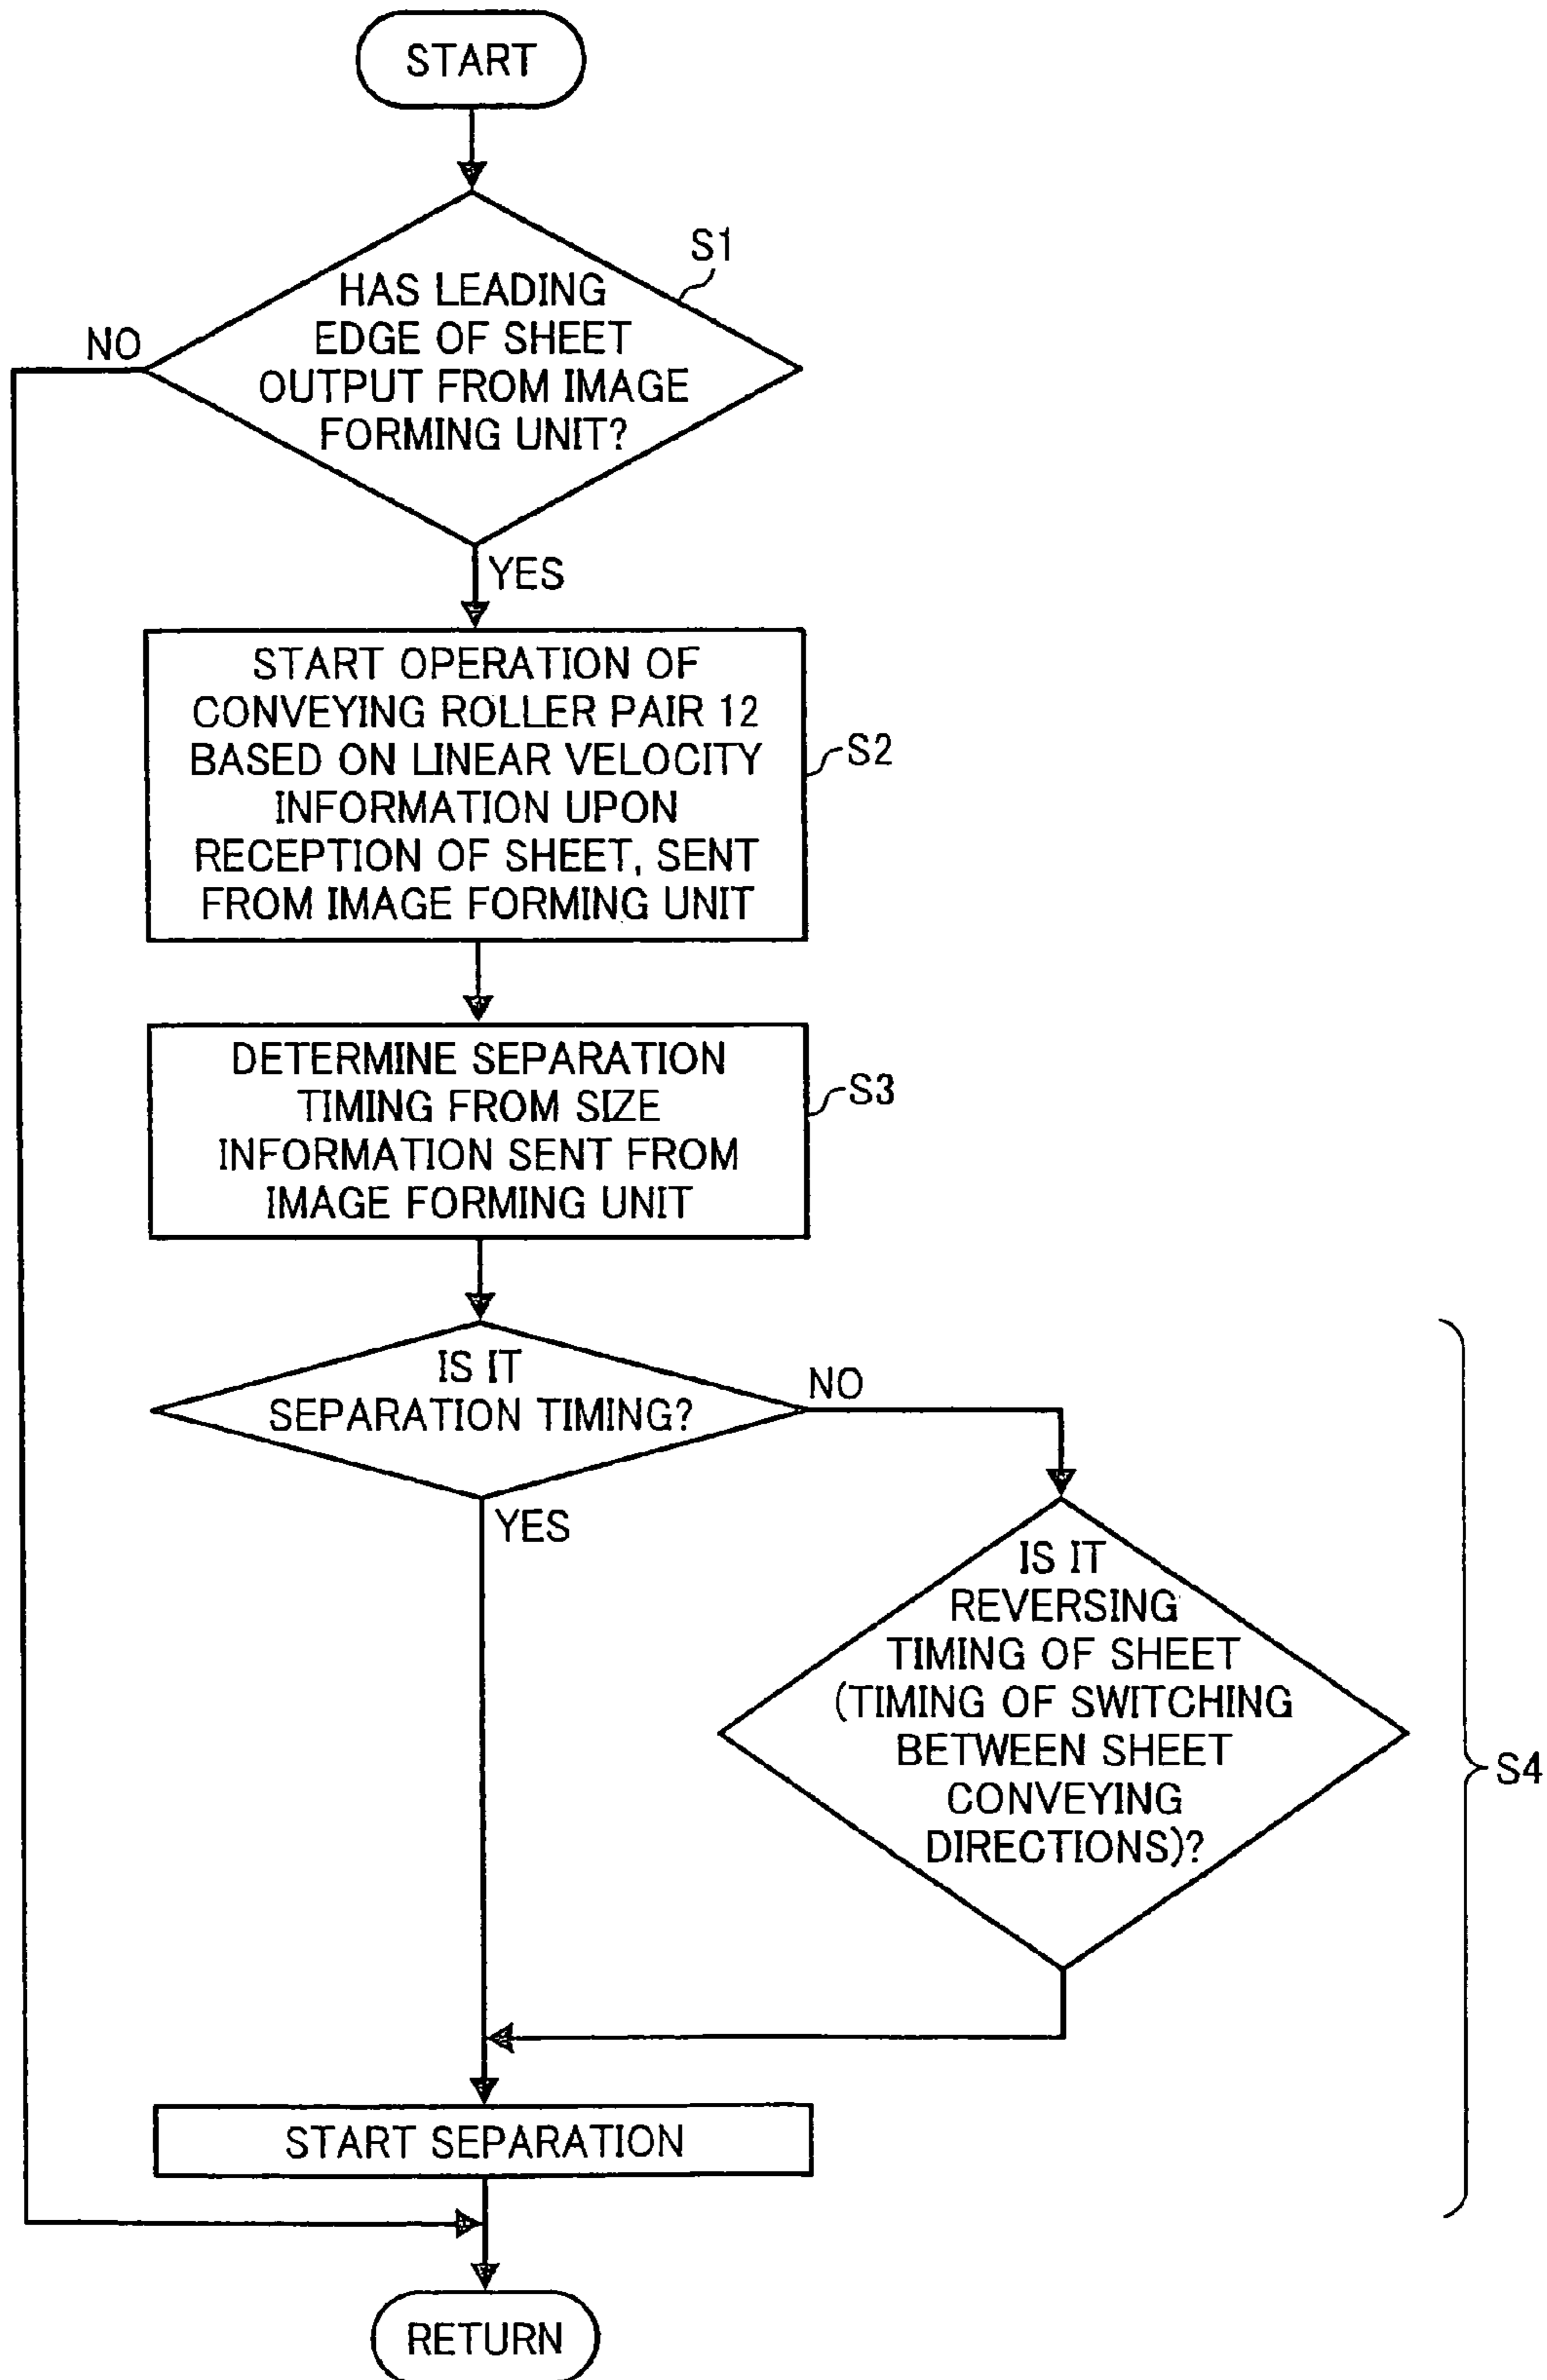 START
S1
HAS LEADING
EDGE OF SHEET
OUTPUT FROM IMAGE
FORMING UNIT?
NO
YES
START OPERATION OF
CONVEYING ROLLER PAIR 12
BASED ON LINEAR VELOCITY
INFORMATION UPON
RECEPTION OF SHEET, SENT
FROM IMAGE FORMING UNIT
S2
DETERMINE SEPARATION
TIMING FROM SIZE
INFORMATION SENT FROM
IMAGE FORMING UNIT
S3
IS IT
SEPARATION TIMING?
NO
YES
IS IT
REVERSING
TIMING OF SHEET
(TIMING OF SWITCHING
BETWEEN SHEET
CONVEYING
DIRECTIONS)?
S4
START SEPARATION
RETURN